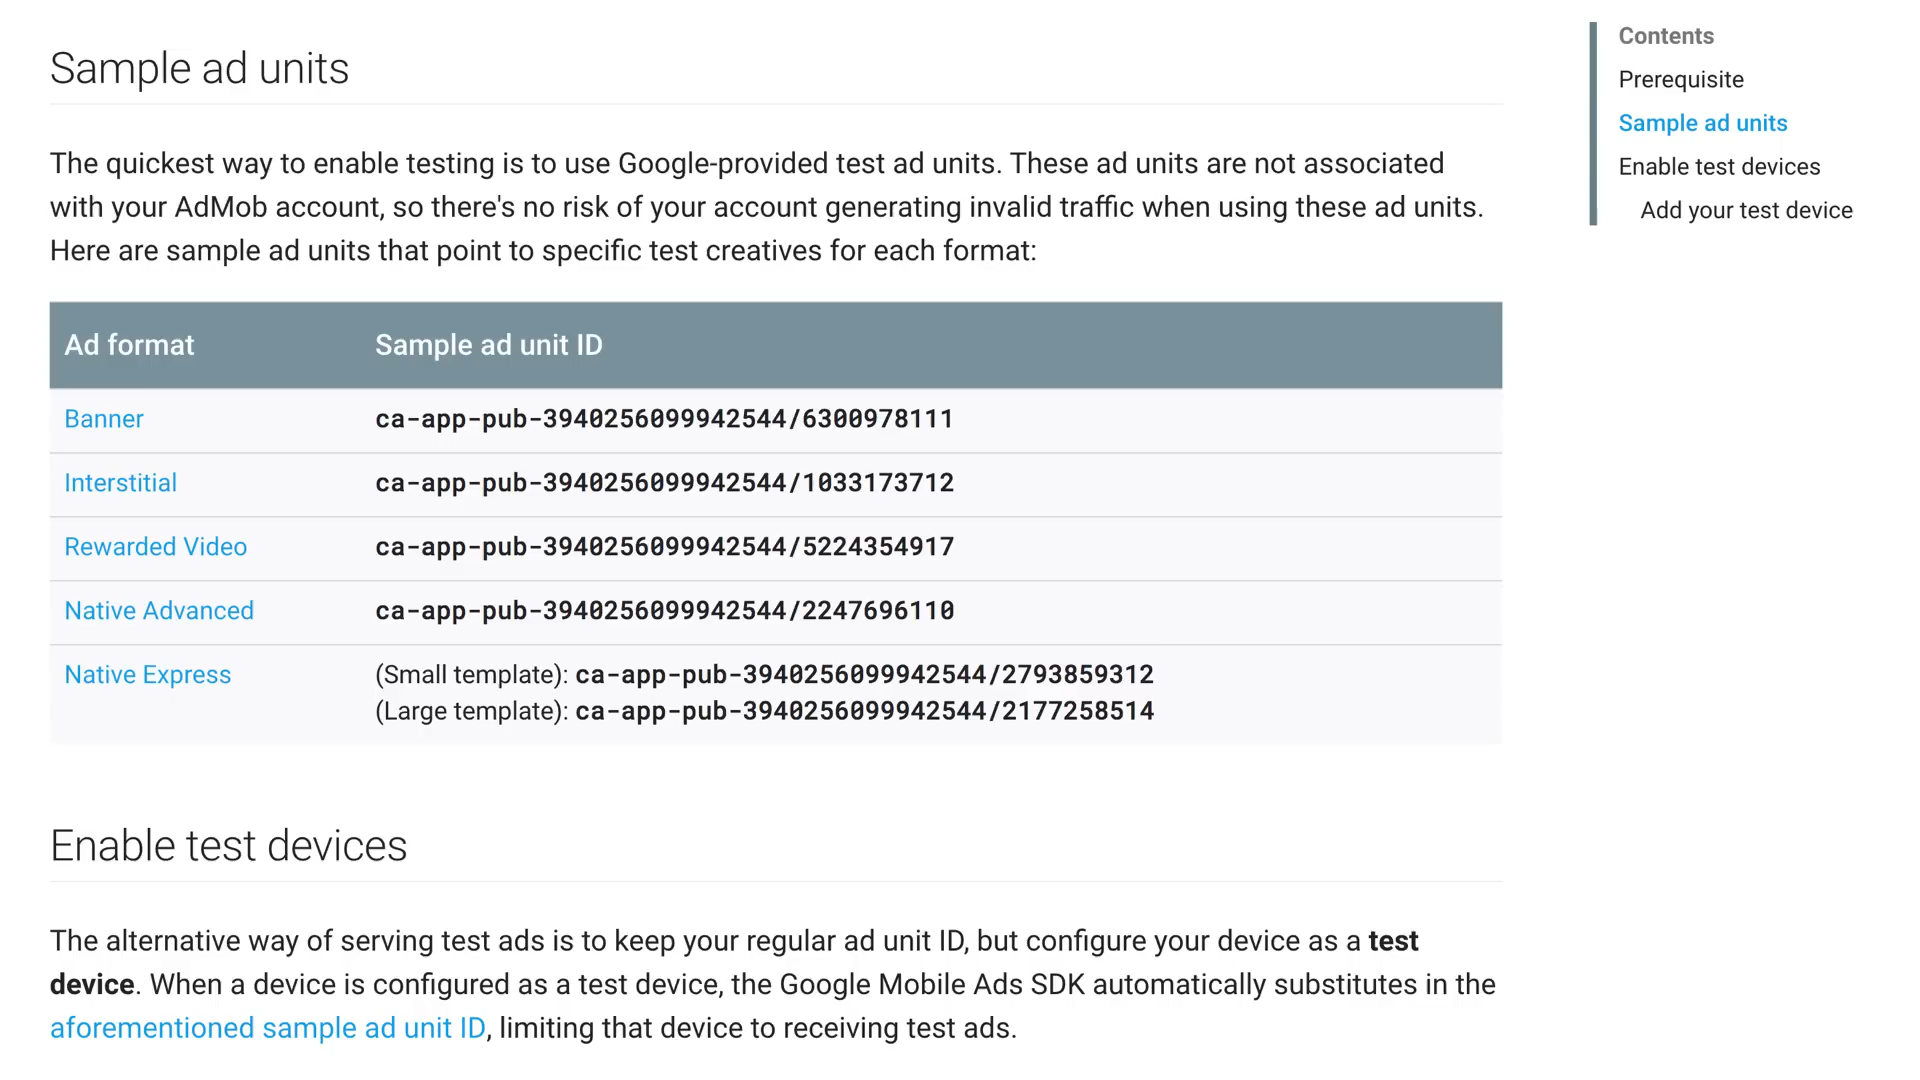 Sample ad units
The quickest way to enable testing is to use Google-provided test ad units. These ad units are not associated
with your AdMob account, so there's no risk of your account generating invalid traffic when using these ad units.
Here are sample ad units that point to specific test creatives for each format:
Ad format Sample ad unit ID
Banner ca-app-pub-3940256099942544/6300978111
Interstitial ca-app-pub-3940256099942544/1033173712
Rewarded Video ca-app-pub-3940256099942544/5224354917
Native Advanced ca-app-pub-3940256099942544/2247696110
Native Express (Small template): ca-app-pub-3940256099942544/2793859312
(Large template): ca-app-pub-3940256099942544/2177258514
Enable test devices
The alternative way of serving test ads is to keep your regular ad unit ID, but configure your device as a test
device. When a device is configured as a test device, the Google Mobile Ads SDK automatically substitutes in the
aforementioned sample ad unit ID, limiting that device to receiving test ads.
Contents
Prerequisite
Sample ad units
Enable test devices
Add your test device